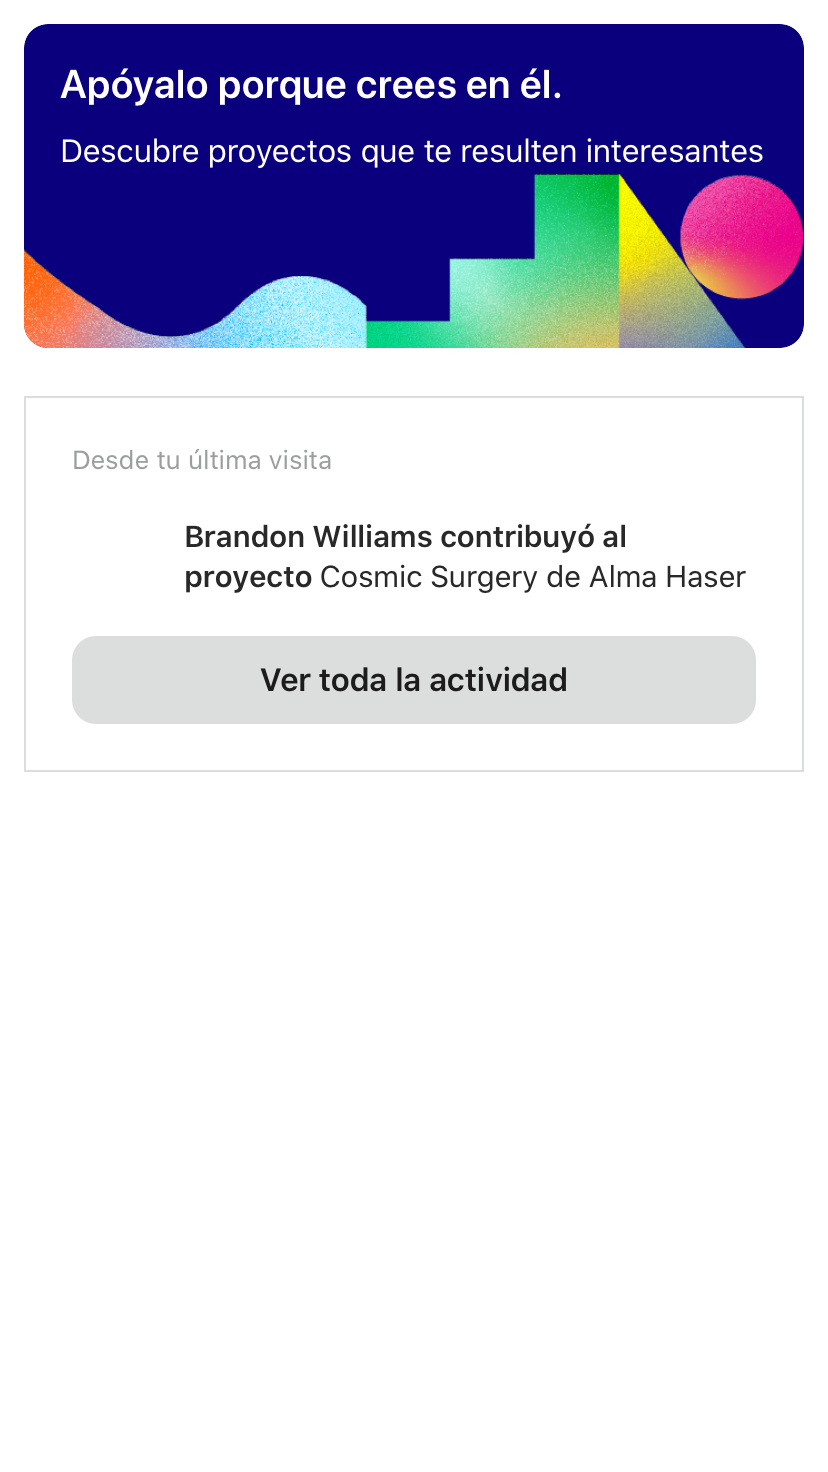 Apóyalo porque crees en él.
Descubre proyectos que te resulten interesantes
Desde tu última visita
Brandon Williams contribuyó al
proyecto Cosmic Surgery de Alma Haser
Ver toda la actividad